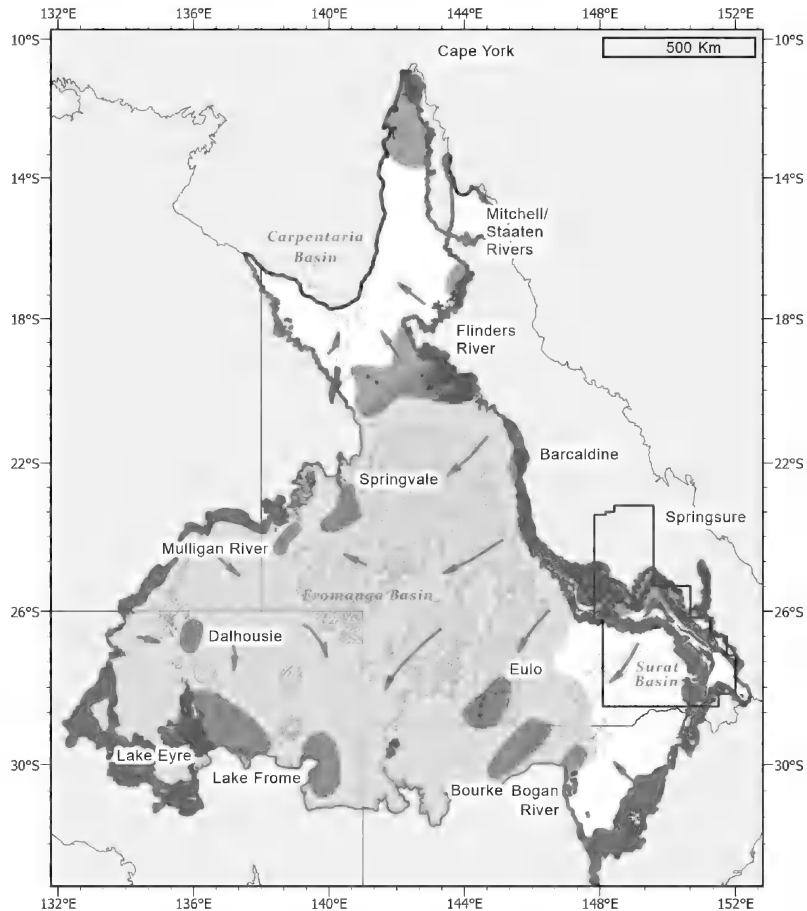 132°E 136°E 140°E 144°E 148°E 152°E
10°S 10°S
Cape York
500 Km
14°S 14°S
Mitchell/
Staaten
Rivers
Carpentaria
Basin
18°S 18°S
Flinders
River
22°S 22°S
Barcaldine
Springvale
Springsure
Mulligan River
Eromanga Basin
26°S 26°S
Dalhousie
Eulo
Surat
Basin
Lake Eyre
30°S 30°S
Lake Frome
Bourke Bogan
River
132°E 136°E 140°E 144°E 148°E 152°E